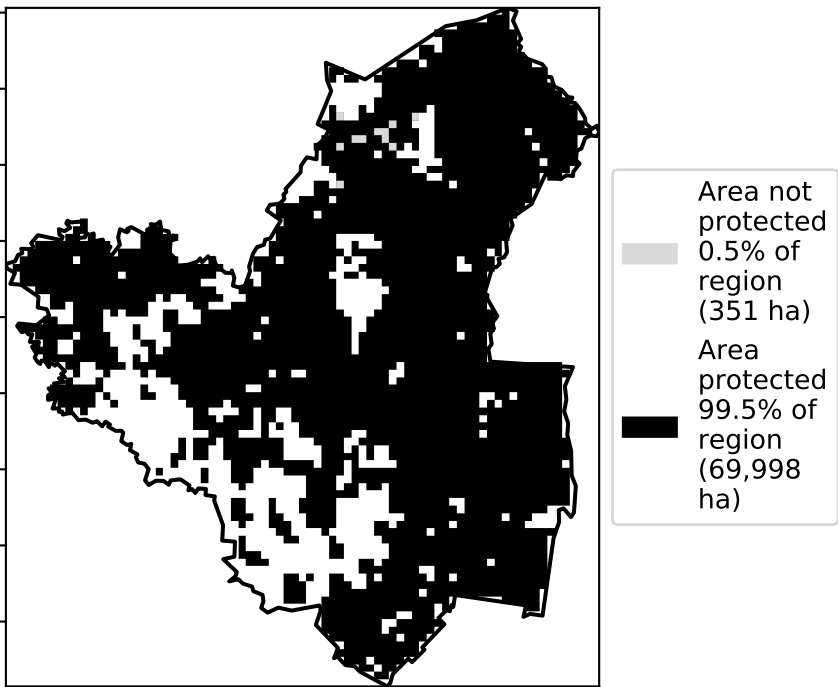 Area not
protected
0.5% of
region
(351 ha)
Area
protected
99.5% of
region
(69,998
ha)